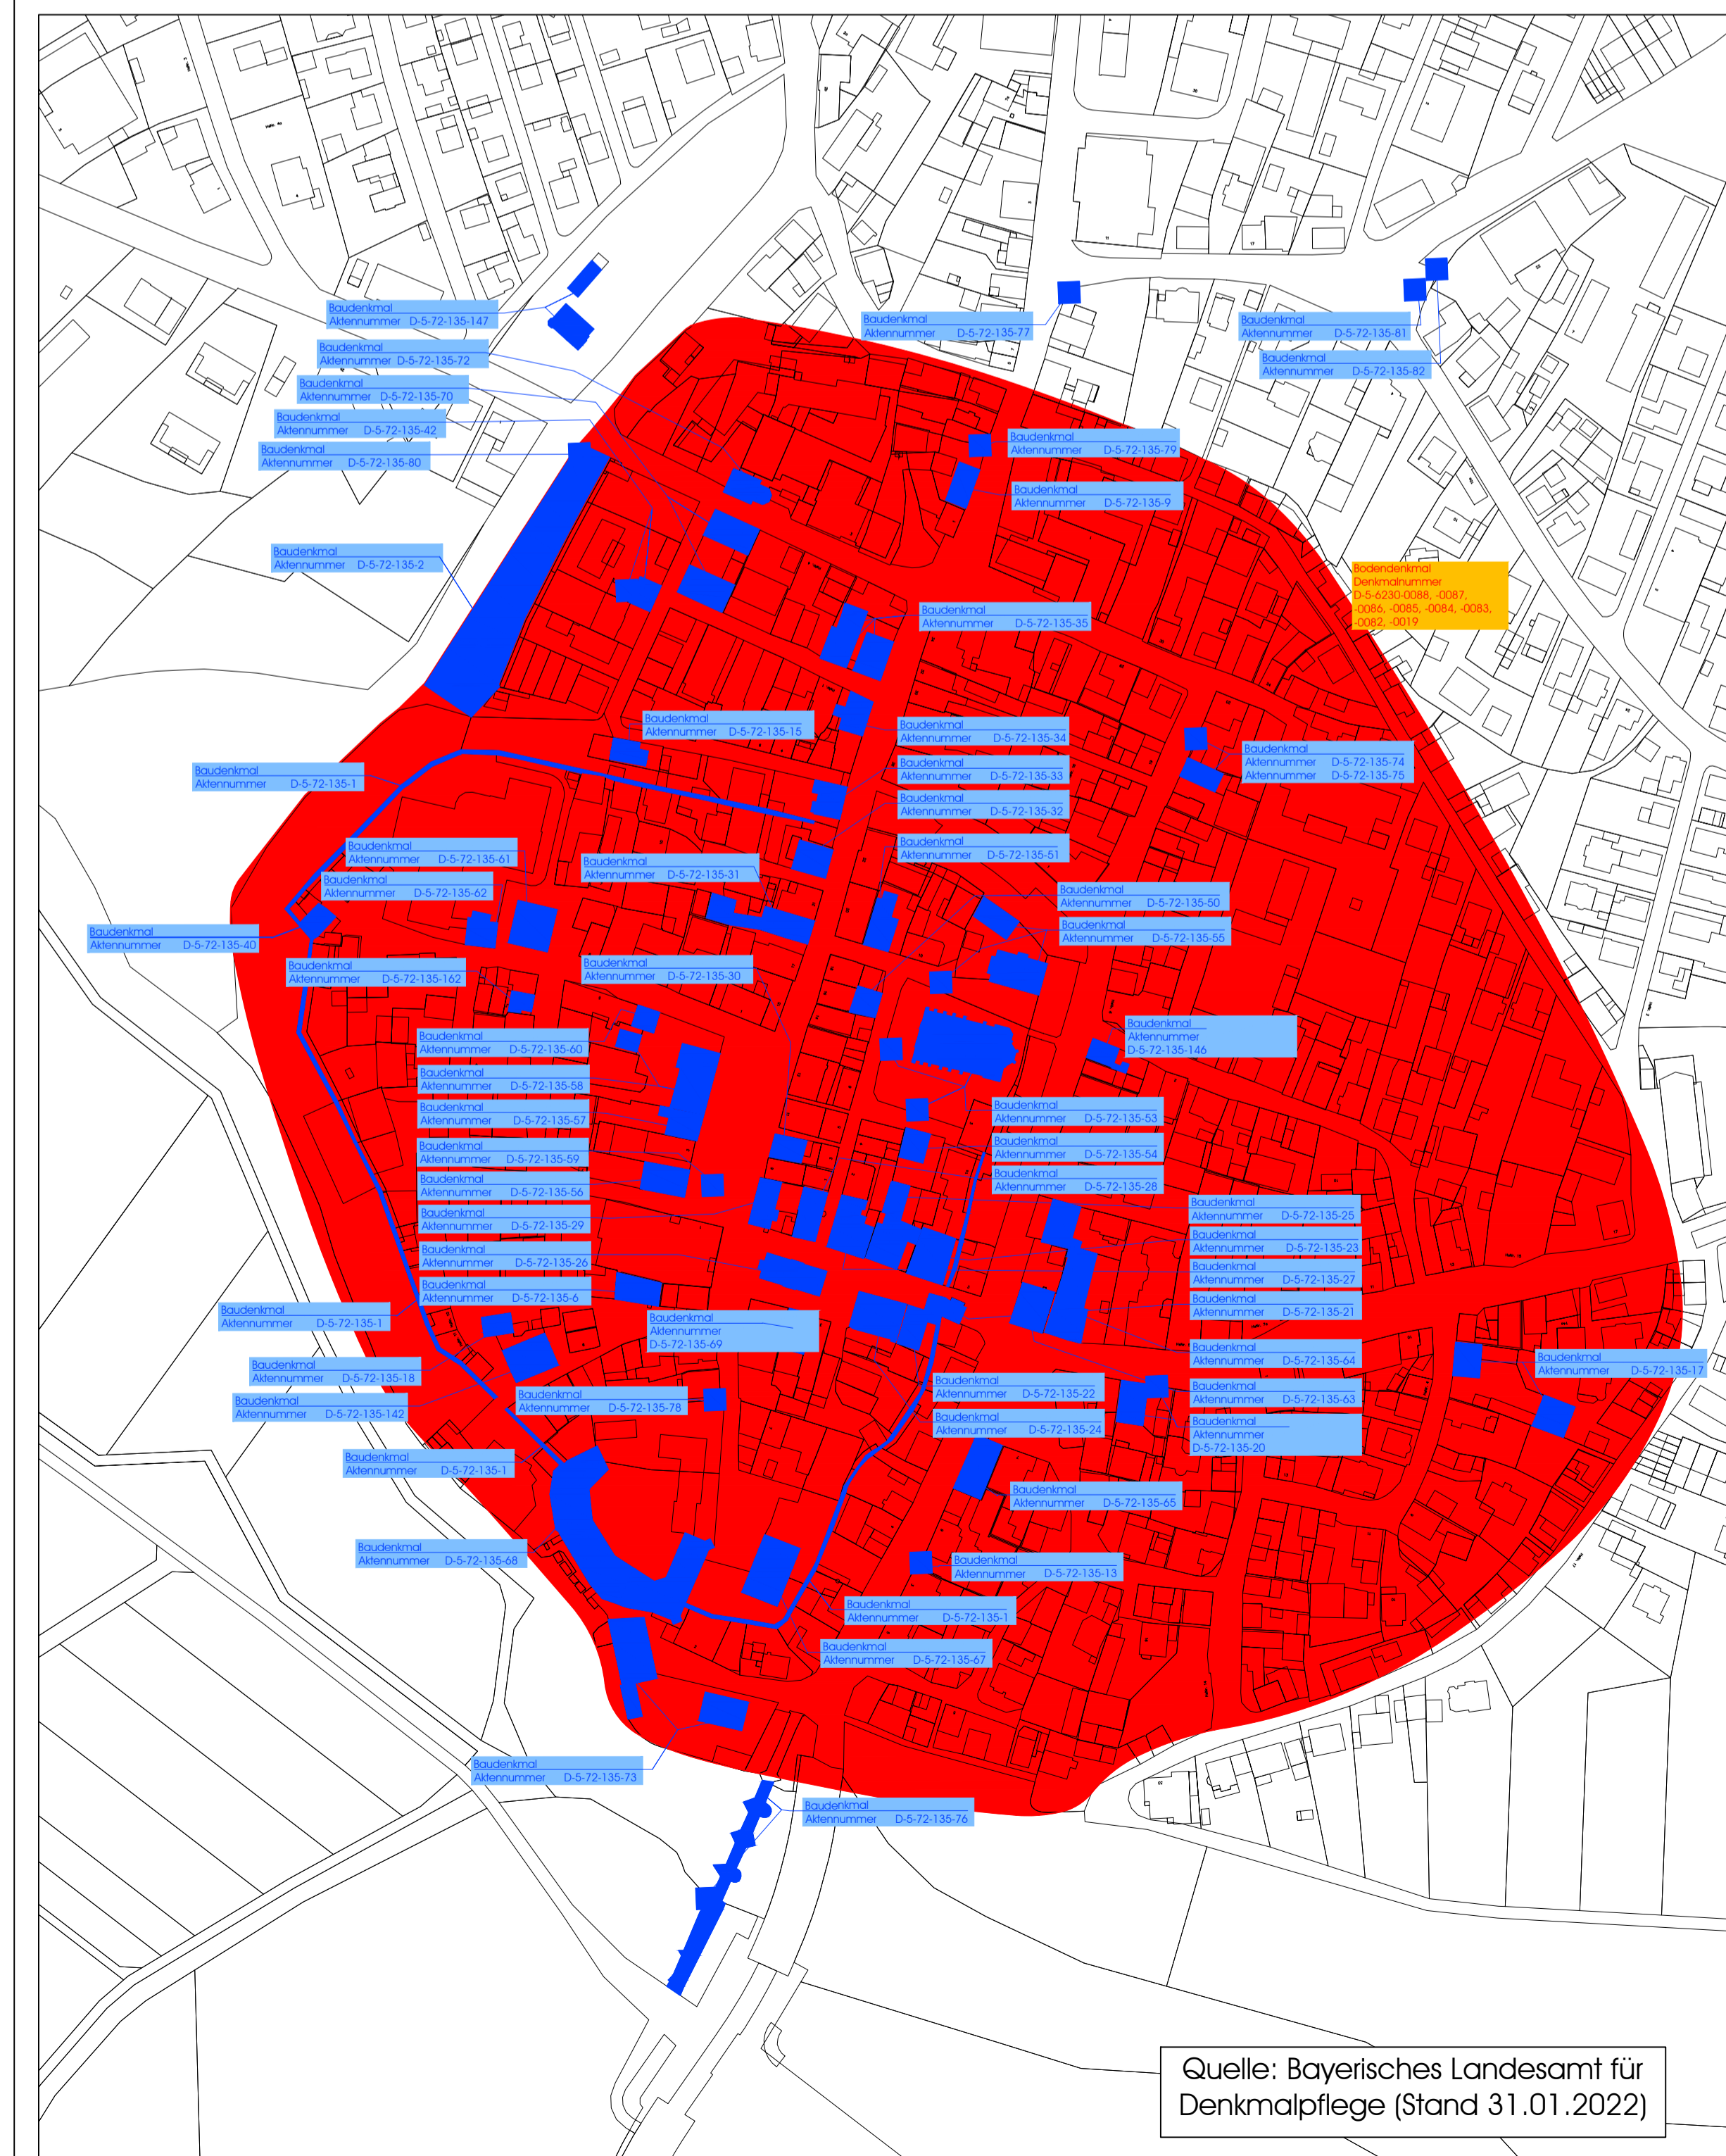 Baudenkmal
Aktennummer D-5-72-135-147
Baudenkmal
Aktennummer D-5-72-135-77
Baudenkmal
Aktennummer D-5-72-135-81
Baudenkmal
Aktennummer D-5-72-135-72
Baudenkmal
Aktennummer D-5-72-135-82
Baudenkmal
Aktennummer D-5-72-135-70
Baudenkmal
Aktennummer D-5-72-135-42
Baudenkmal
Aktennummer D-5-72-135-80
Baudenkmal
Aktennummer D-5-72-135-79
Baudenkmal
Aktennummer D-5-72-135-9
Baudenkmal
Aktennummer D-5-72-135-2
Bodendenkmal
Denkmalnummer
D-5-6230-0088, -0087,
-0086, -0085, -0084, -0083,
-0082, -0019
Baudenkmal
Aktennummer D-5-72-135-35
Baudenkmal
Aktennummer D-5-72-135-15
Baudenkmal
Aktennummer D-5-72-135-34
Baudenkmal
Aktennummer D-5-72-135-74
Aktennummer D-5-72-135-75
Baudenkmal
Aktennummer D-5-72-135-33
Baudenkmal
Aktennummer D-5-72-135-1
Baudenkmal
Aktennummer D-5-72-135-32
Baudenkmal
Aktennummer D-5-72-135-51
Baudenkmal
Aktennummer D-5-72-135-61
Baudenkmal
Aktennummer D-5-72-135-31
Baudenkmal
Aktennummer D-5-72-135-62
Baudenkmal
Aktennummer D-5-72-135-50
Baudenkmal
Aktennummer D-5-72-135-55
Baudenkmal
Aktennummer D-5-72-135-40
Baudenkmal
Aktennummer D-5-72-135-162
Baudenkmal
Aktennummer D-5-72-135-30
Baudenkmal
Aktennummer
D-5-72-135-146
Baudenkmal
Aktennummer D-5-72-135-60
Baudenkmal
Aktennummer D-5-72-135-58
Baudenkmal
Aktennummer D-5-72-135-57
Baudenkmal
Aktennummer D-5-72-135-53
Baudenkmal
Aktennummer D-5-72-135-59
Baudenkmal
Aktennummer D-5-72-135-54
Baudenkmal
Aktennummer D-5-72-135-56
Baudenkmal
Aktennummer D-5-72-135-28
Baudenkmal
Aktennummer D-5-72-135-29
Baudenkmal
Aktennummer D-5-72-135-25
Baudenkmal
Aktennummer D-5-72-135-23
Baudenkmal
Aktennummer D-5-72-135-26
Baudenkmal
Aktennummer D-5-72-135-27
Baudenkmal
Aktennummer D-5-72-135-6
Baudenkmal
Aktennummer D-5-72-135-21
Baudenkmal
Aktennummer D-5-72-135-1
Baudenkmal
Aktennummer
D-5-72-135-69
Baudenkmal
Aktennummer D-5-72-135-64
Baudenkmal
Aktennummer D-5-72-135-17
Baudenkmal
Aktennummer D-5-72-135-18
Baudenkmal
Aktennummer D-5-72-135-22
Baudenkmal
Aktennummer D-5-72-135-63
Baudenkmal
Aktennummer D-5-72-135-142
Baudenkmal
Aktennummer D-5-72-135-78
Baudenkmal
Aktennummer D-5-72-135-24
Baudenkmal
Aktennummer
D-5-72-135-20
Baudenkmal
Aktennummer D-5-72-135-1
Baudenkmal
Aktennummer D-5-72-135-65
Baudenkmal
Aktennummer D-5-72-135-68
Baudenkmal
Aktennummer D-5-72-135-13
Baudenkmal
Aktennummer D-5-72-135-1
Baudenkmal
Aktennummer D-5-72-135-67
Baudenkmal
Aktennummer D-5-72-135-73
Baudenkmal
Aktennummer D-5-72-135-76
Quelle: Bayerisches Landesamt für
Denkmalpflege (Stand 31.01.2022)